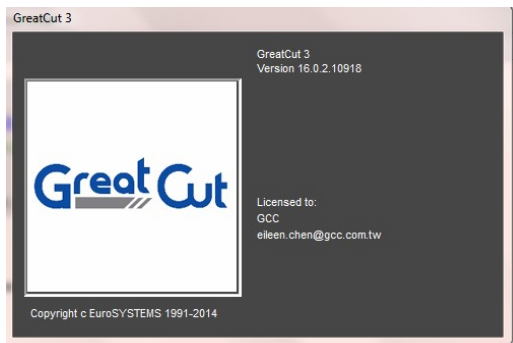 GreatCut 3
GreatCut 3
Version 16.0.2.10918
Great Cut
Licensed to:
GCC
eileen.chen@gcc.com.tw
Copyright c EuroSYSTEMS 1991-2014